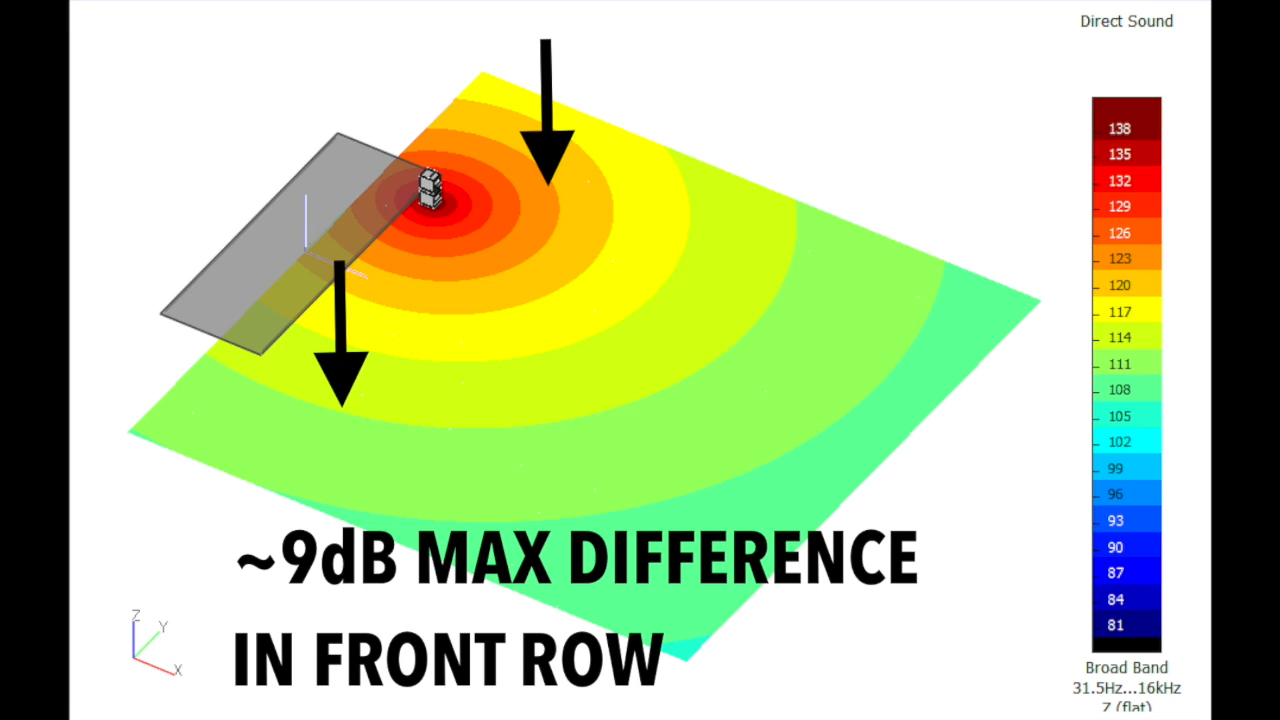 Direct Sound
138
135
132
129
126
123
120
117
114
111
108
105
102
99
96
93
90
87
84
81
~9dB MAX DIFFERENCE
IN FRONT ROW
Z
Y
X
Broad Band
31.5Hz...16kHz
Z (flat)